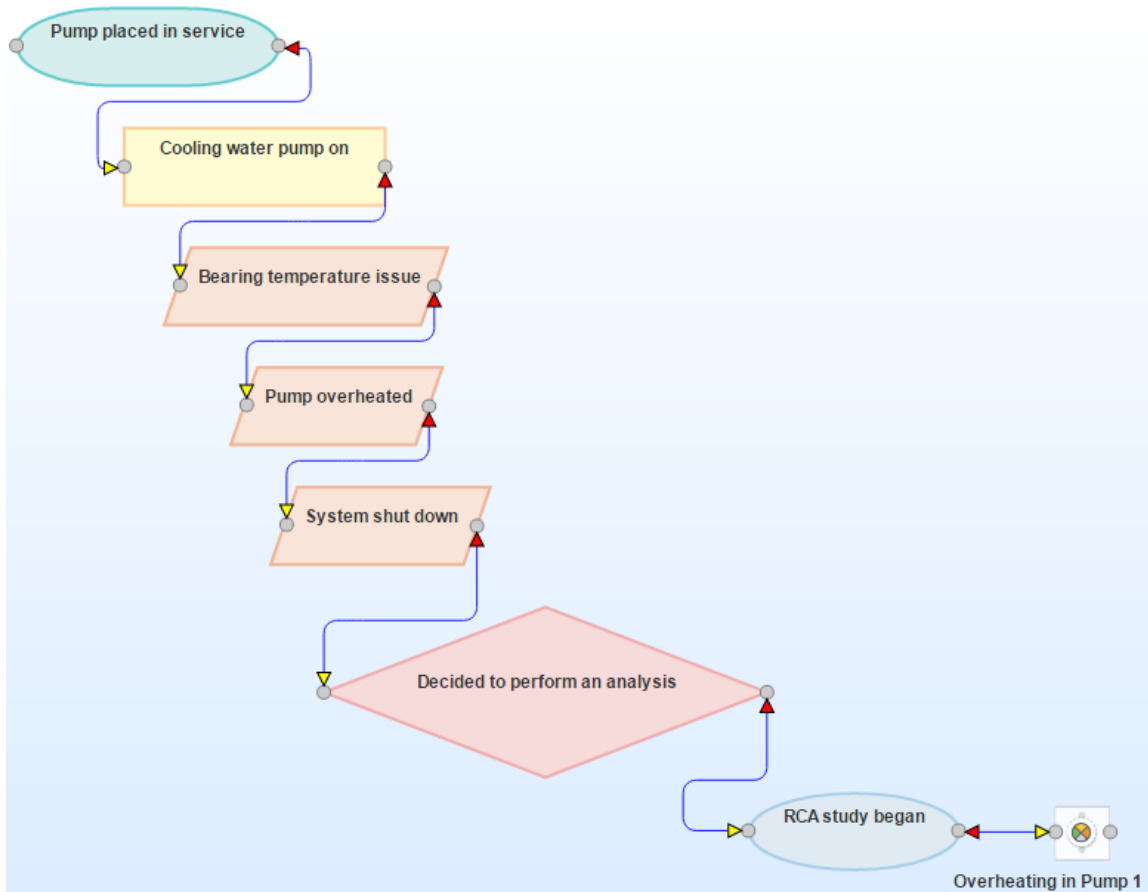 Pump placed in service
Cooling water pump on
Bearing temperature issue
Pump overheated
System shut down
Decided to perform an analysis
RCA study began
Overheating in Pump 1